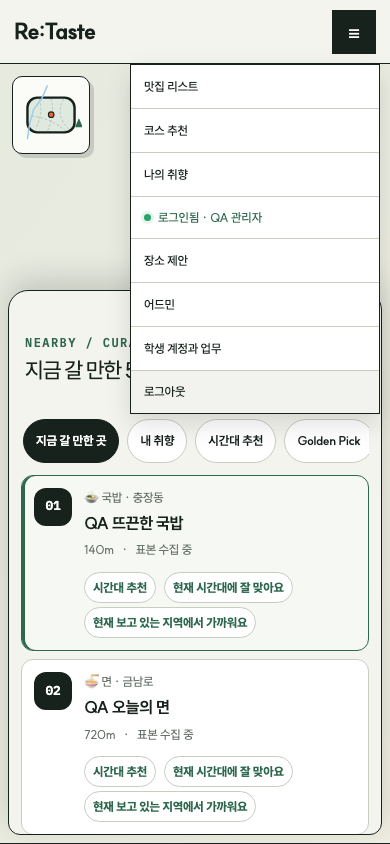 Re:Taste
≡
맛집 리스트
코스 추천
나의 취향
로그인됨 · QA 관리자
장소 제안
어드민
학생 계정과 업무
로그아웃
NEARBY / CUR
지금 갈 만한
지금 갈 만한 곳
내 취향
시간대 추천
Golden Pick
01
국밥 · 충장동
QA 뜨끈한 국밥
140m · 표본 수집 중
시간대 추천
현재 시간대에 잘 맞아요
현재 보고 있는 지역에서 가까워요
02
면 · 금남로
QA 오늘의 면
720m · 표본 수집 중
시간대 추천
현재 시간대에 잘 맞아요
현재 보고 있는 지역에서 가까워요